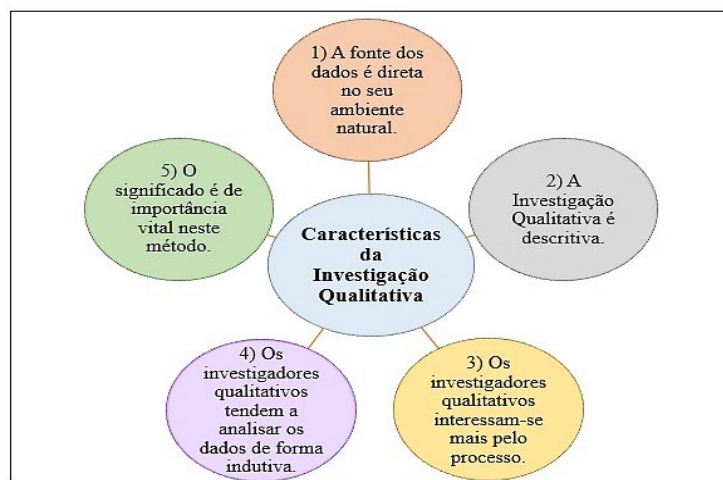 1) A fonte dos
dados é direta
no seu
ambiente
natural.
2) A
Investigação
Qualitativa é
descritiva.
3) Os
investigadores
qualitativos
interessam-se
mais pelo
processo.
4) Os
investigadores
qualitativos
tendem a
analisar os
dados de forma
indutiva.
5) O
significado é de
importância
vital neste
método.
Características
da
Investigação
Qualitativa